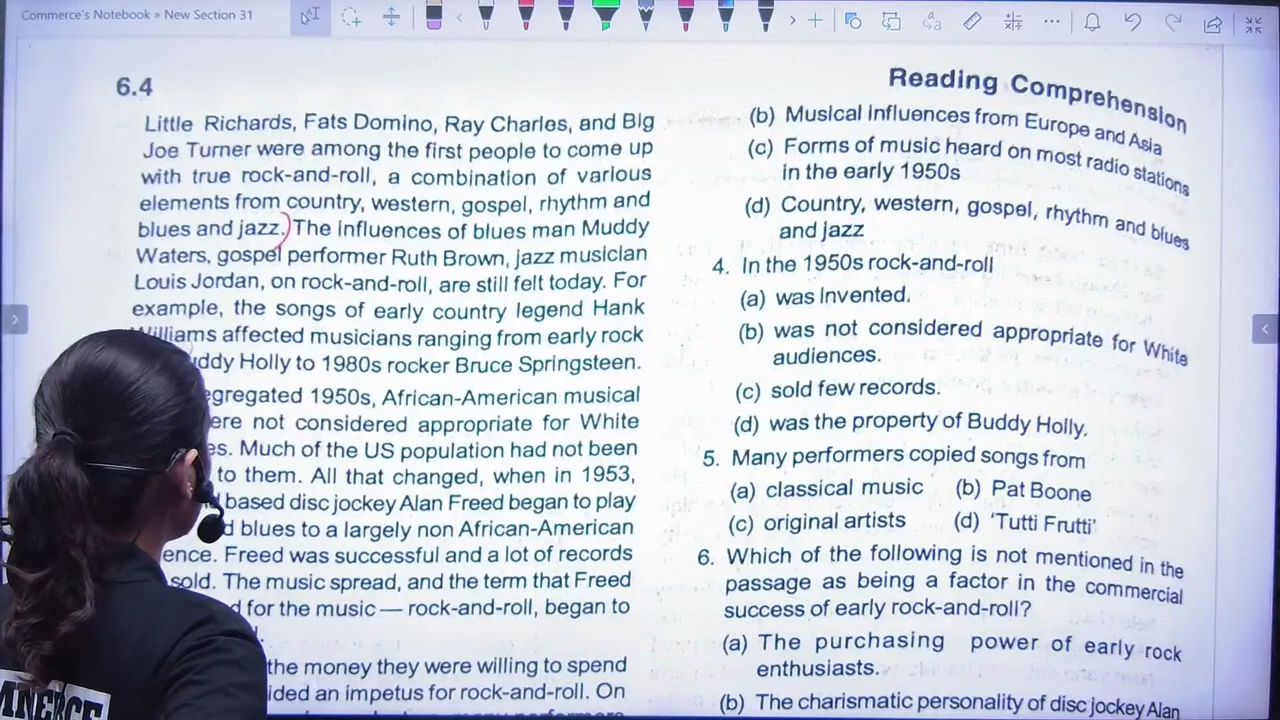 Commerce's Notebook » New Section 31
6.4
Little Richards, Fats Domino, Ray Charles, and Big
Joe Turner were among the first people to come up
with true rock-and-roll, a combination of various
elements from country, western, gospel, rhythm and
blues and jazz. The influences of blues man Muddy
Waters, gospel performer Ruth Brown, jazz musician
Louis Jordan, on rock-and-roll, are still felt today. For
example, the songs of early country legend Hank
Williams affected musicians ranging from early rock
uddy Holly to 1980s rocker Bruce Springsteen.
egregated 1950s, African-American musical
ere not considered appropriate for White
es. Much of the US population had not been
to them. All that changed, when in 1953,
based disc jockey Alan Freed began to play
d blues to a largely non African-American
ence. Freed was successful and a lot of records
sold. The music spread, and the term that Freed
d for the music — rock-and-roll, began to
the money they were willing to spend
ided an impetus for rock-and-roll. On
many performers
Reading Comprehension
(b) Musical influences from Europe and Asia
(c) Forms of music heard on most radio stations
in the early 1950s
(d) Country, western, gospel, rhythm and blues
and jazz
4. In the 1950s rock-and-roll
(a) was invented.
(b) was not considered appropriate for White
audiences.
(c) sold few records.
(d) was the property of Buddy Holly.
5. Many performers copied songs from
(a) classical music (b) Pat Boone
(c) original artists (d) 'Tutti Frutti'
6. Which of the following is not mentioned in the
passage as being a factor in the commercial
success of early rock-and-roll?
(a) The purchasing power of early rock
enthusiasts.
(b) The charismatic personality of disc jockey Alan
MNERCE